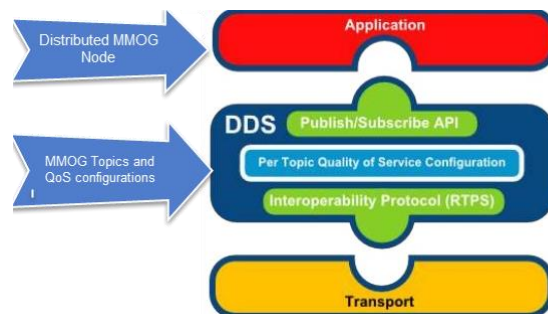 Distributed MMOG
Node
Application
DDS
Publish/Subscribe API
MMOG Topics and
QoS configurations
Per Topic Quality of Service Configuration
Interoperability Protocol (RTPS)
Transport